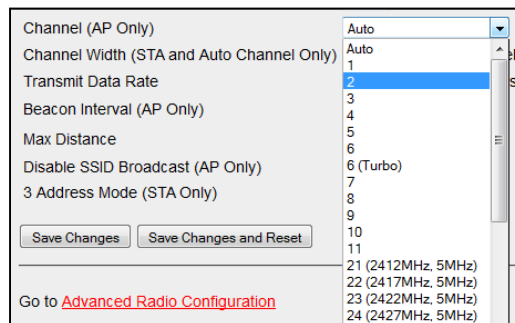 Channel (AP Only)
Auto
Channel Width (STA and Auto Channel Only)
Transmit Data Rate
Beacon Interval (AP Only)
Max Distance
Disable SSID Broadcast (AP Only)
3 Address Mode (STA Only)
Auto
1
2
3
4
5
6
6 (Turbo)
7
8
9
10
11
21 (2412MHz, 5MHz)
22 (2417MHz, 5MHz)
23 (2422MHz, 5MHz)
24 (2427MHz, 5MHz)
Save Changes
Save Changes and Reset
Go to Advanced Radio Configuration